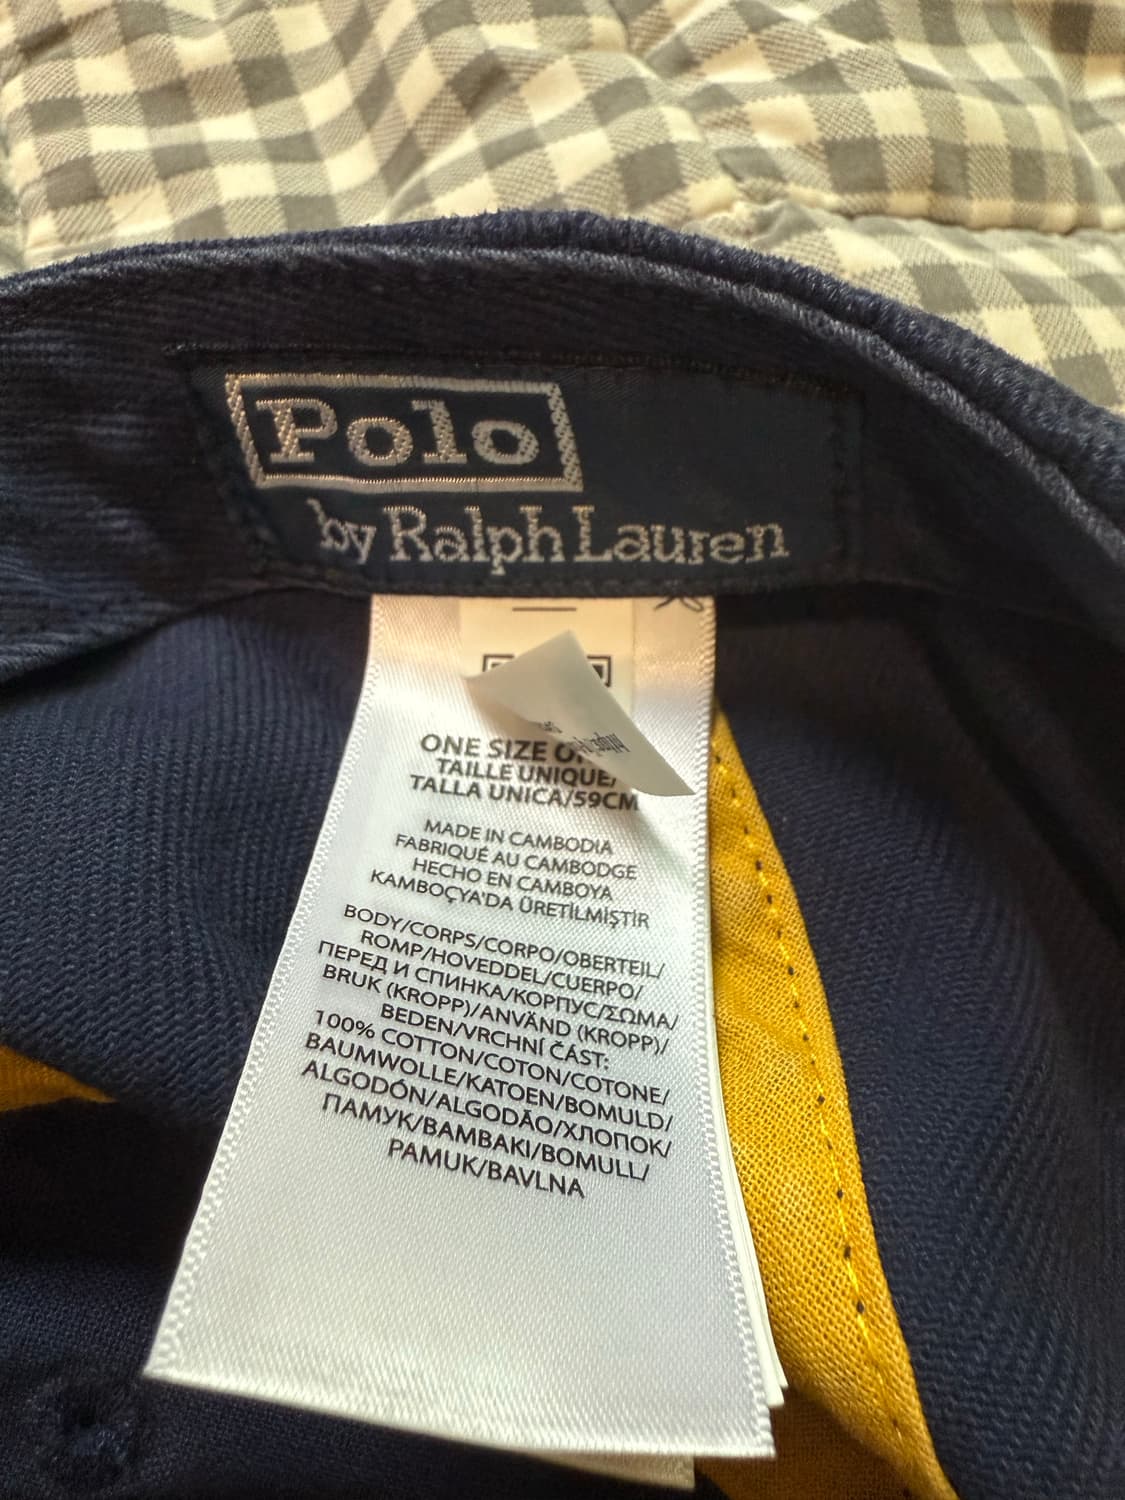 Polo
by Ralph Lauren
ONE SIZE
TAILLE UNIQUE/
TALLA UNICA/59CM
MADE IN CAMBODIA
FABRIQUÉ AU CAMBODGE
HECHO EN CAMBOYA
KAMBOÇYA'DA ÜRETİLMİŞTİR
BODY/CORPS/CORPO/OBERTEIL/
ROMP/HOVEDDEL/CUERPO/
ПЕРЕД И СПИНКА/КОРПУС/ΣΩΜΑ/
BRUK (KROPP)/ANVÄND (KROPP)/
BEDEN/VRCHNÍ ČÁST:
100% COTTON/COTON/COTONE/
BAUMWOLLE/KATOEN/BOMULD/
ALGODÓN/ALGODÃO/ХЛОПОК/
ПАМУК/BAMBAKI/BOMULL/
PAMUK/BAVLNA